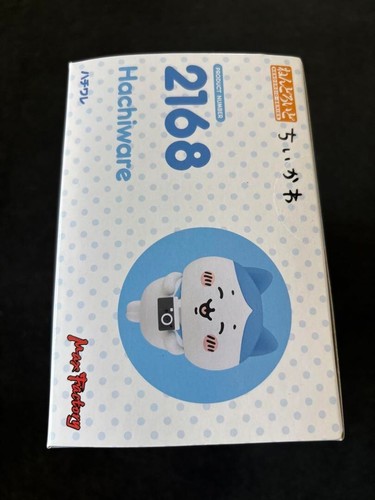 ねんどろいど
ちいかわ
PRODUCT NUMBER
2168
Hachiware
ハチワレ
Max Factory